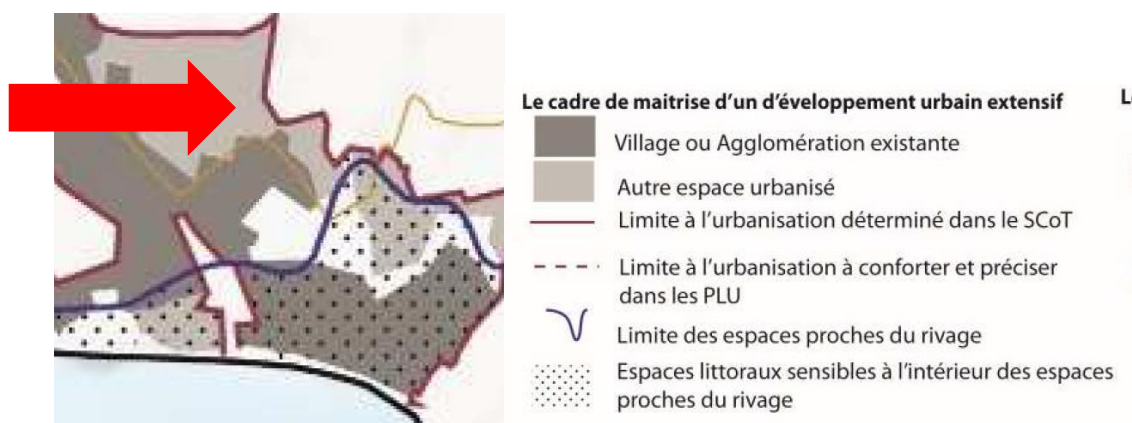 Le cadre de maitrise d'un d'éveloppement urbain extensif
Village ou Agglomération existante
Autre espace urbanisé
Limite à l'urbanisation déterminé dans le SCoT
Limite à l'urbanisation à conforter et préciser
dans les PLU
Limite des espaces proches du rivage
Espaces littoraux sensibles à l'intérieur des espaces
proches du rivage